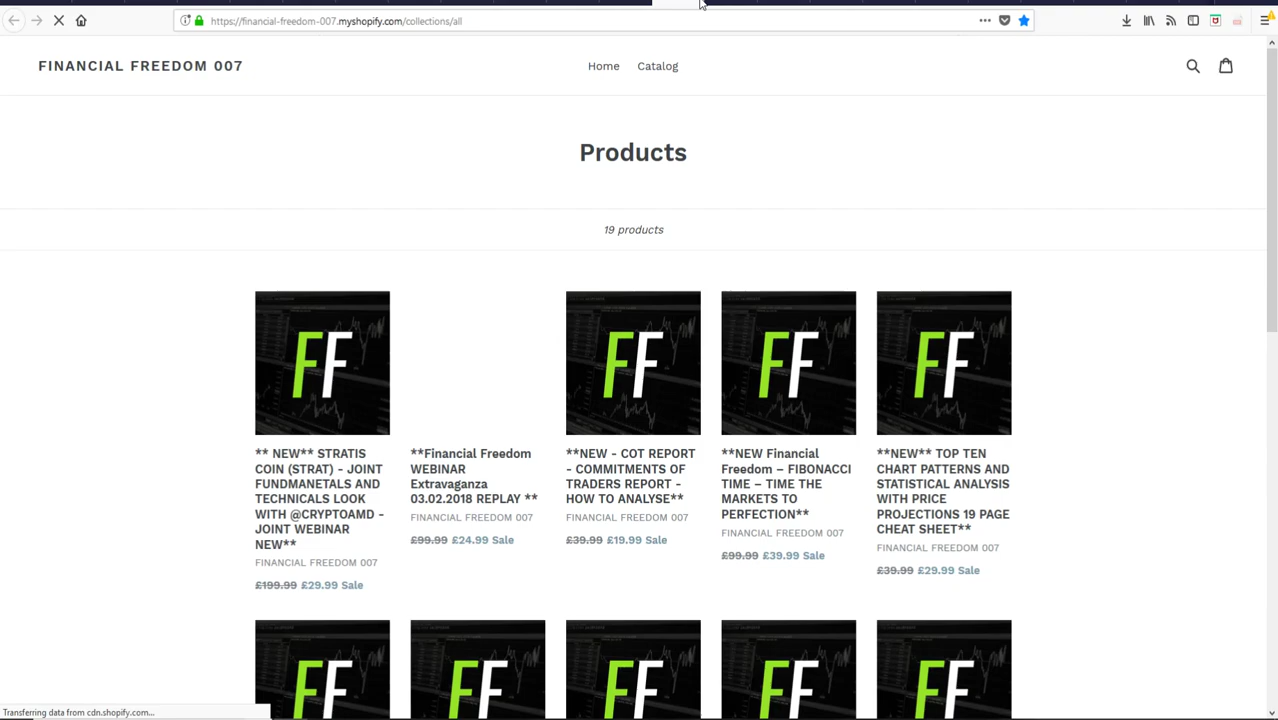 https://financial-freedom-007.myshopify.com/collections/all
FINANCIAL FREEDOM 007
Home
Catalog
Products
19 products
FF
FF
FF
FF
** NEW** STRATIS
COIN (STRAT) - JOINT
FUNDMANETALS AND
TECHNICALS LOOK
WITH @CRYPTOAMD -
JOINT WEBINAR
NEW**
FINANCIAL FREEDOM 007
£199.99 £29.99 Sale
**Financial Freedom
WEBINAR
Extravaganza
03.02.2018 REPLAY **
FINANCIAL FREEDOM 007
£99.99 £24.99 Sale
**NEW - COT REPORT
- COMMITMENTS OF
TRADERS REPORT -
HOW TO ANALYSE**
FINANCIAL FREEDOM 007
£39.99 £19.99 Sale
**NEW Financial
Freedom – FIBONACCI
TIME – TIME THE
MARKETS TO
PERFECTION**
FINANCIAL FREEDOM 007
£99.99 £39.99 Sale
**NEW** TOP TEN
CHART PATTERNS AND
STATISTICAL ANALYSIS
WITH PRICE
PROJECTIONS 19 PAGE
CHEAT SHEET**
FINANCIAL FREEDOM 007
£39.99 £29.99 Sale
FF
FF
FF
FF
FF
Transferring data from cdn.shopify.com...